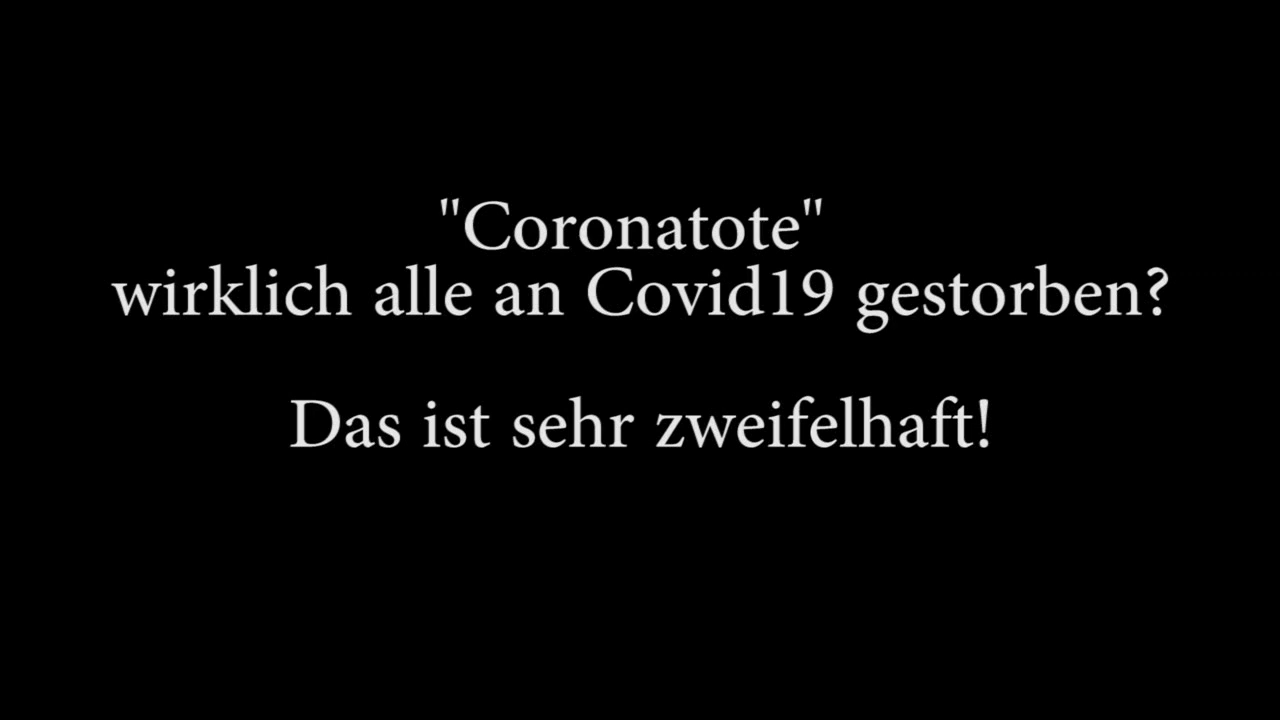 "Coronatote"
wirklich alle an Covid19 gestorben?
Das ist sehr zweifelhaft!